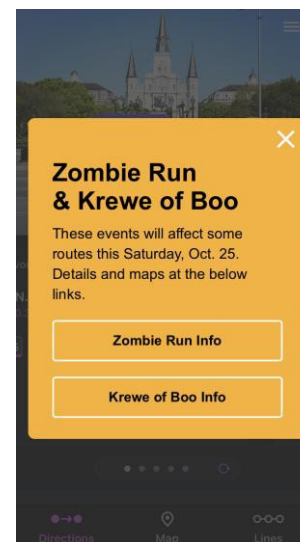 Zombie Run
& Krewe of Boo
These events will affect some
routes this Saturday, Oct. 25.
Details and maps at the below
links.
Zombie Run Info
Krewe of Boo Info
Directions
Map
Lines